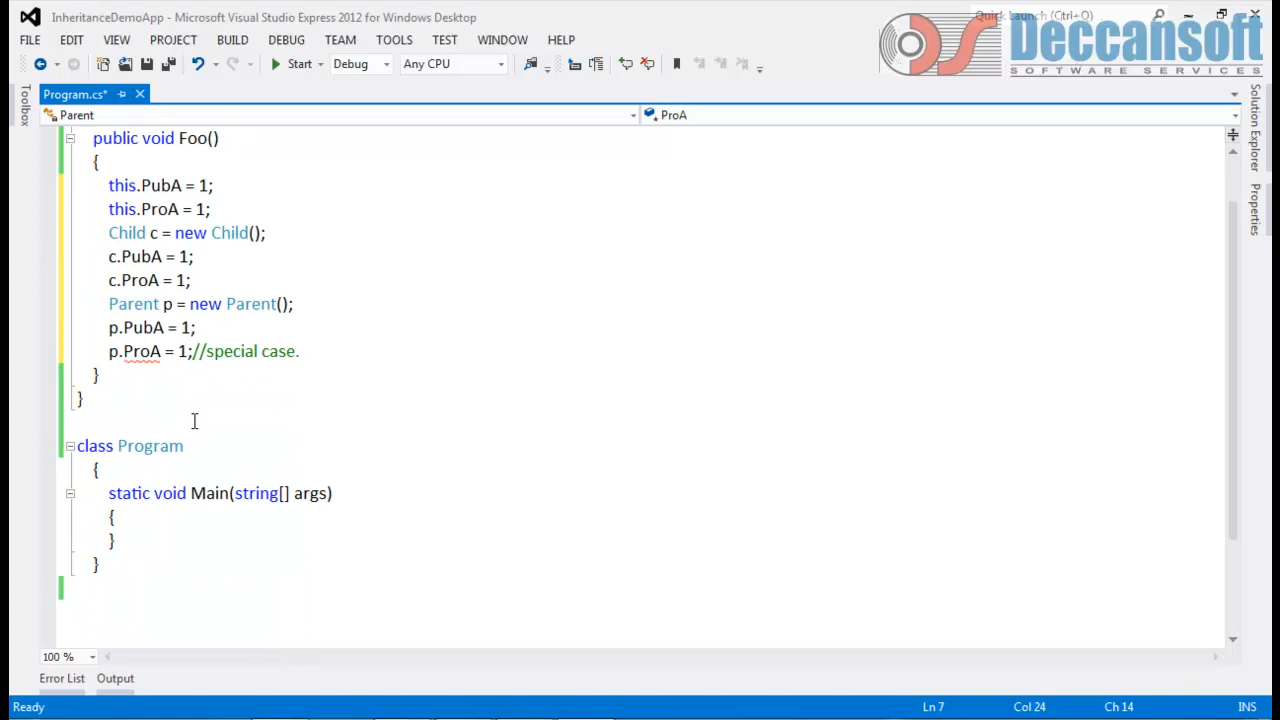 InheritanceDemoApp - Microsoft Visual Studio Express 2012 for Windows Desktop
Quick Launch (Ctrl+Q)
Deccansoft
SOFTWARE SERVICES
FILE EDIT VIEW PROJECT BUILD DEBUG TEAM TOOLS TEST WINDOW HELP
Start Debug Any CPU
Program.cs*
Parent ProA
Toolbox
Solution Explorer
Properties
public void Foo()
{
this.PubA = 1;
this.ProA = 1;
Child c = new Child();
c.PubA = 1;
c.ProA = 1;
Parent p = new Parent();
p.PubA = 1;
p.ProA = 1;//special case.
}
}
class Program
{
static void Main(string[] args)
{
}
}
100 %
Error List Output
Ready Ln 7 Col 24 Ch 14 INS